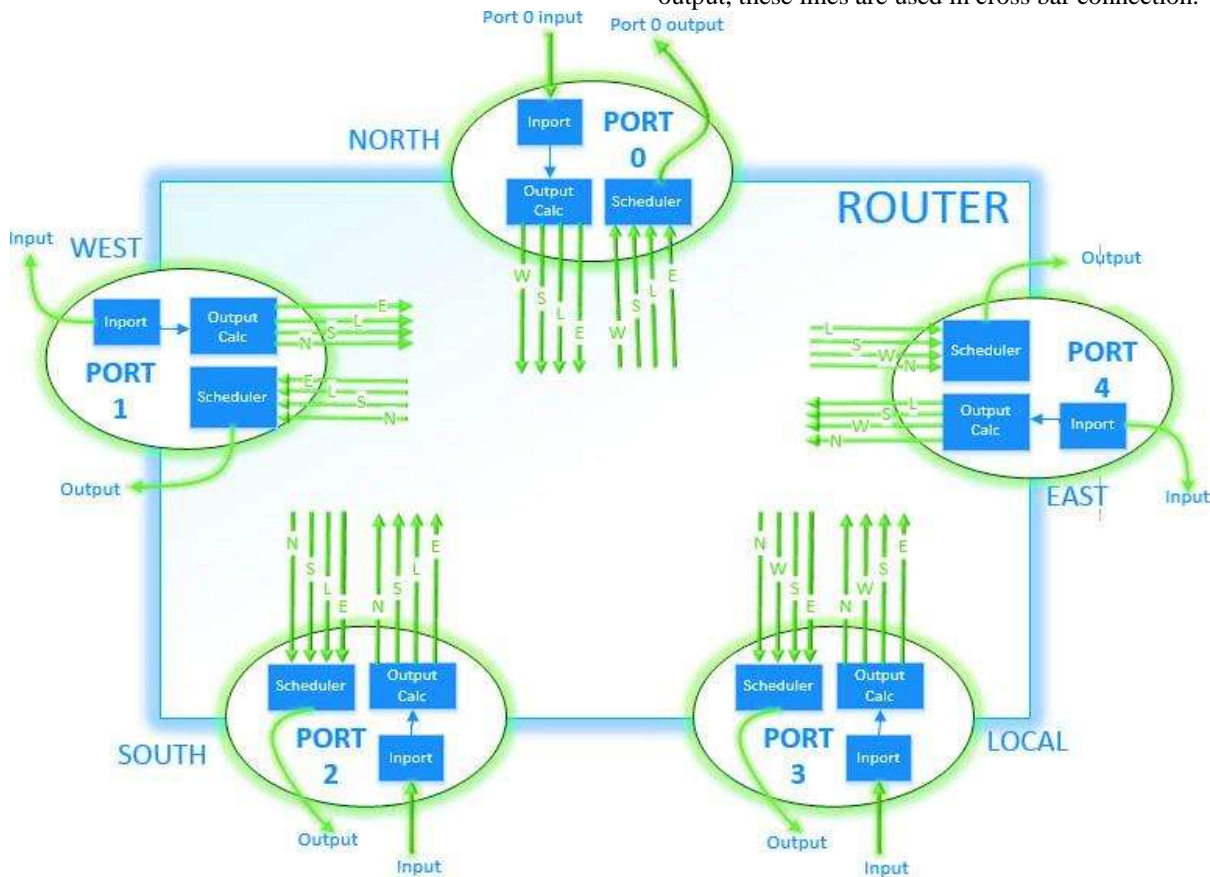 output, these lines are used in cross bar connection.
Port 0 input
Port 0 output
NORTH
Inport
PORT
0
Output
Calc
Scheduler
W
S
L
E
W
S
L
E
ROUTER
WEST
Input
Inport
Output
Calc
E
L
S
N
PORT
1
Scheduler
E
L
S
N
Output
Output
L
S
W
N
Scheduler
PORT
4
L
S
W
N
Output
Calc
Inport
EAST
Input
N
S
L
E
N
S
L
E
Scheduler
Output
Calc
SOUTH
PORT
2
Inport
Output
Input
N
W
S
E
N
W
S
E
Scheduler
Output
Calc
PORT
3
Inport
LOCAL
Output
Input